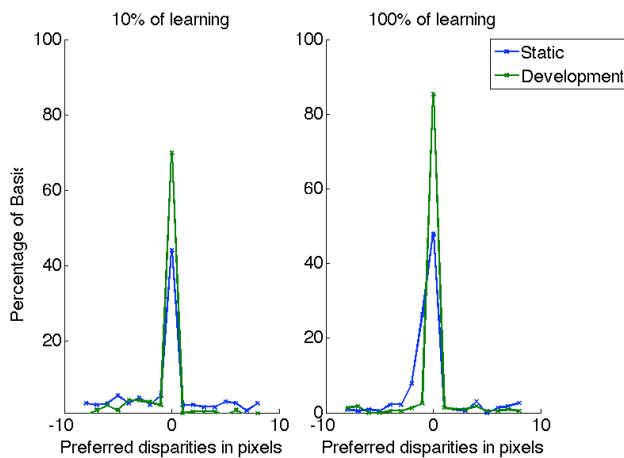 10% of learning
100% of learning
Static
Development
100
80
60
40
20
-10
0
10
Preferred disparities in pixels
Percentage of Basis
100
80
60
40
20
0
-10
0
10
Preferred disparities in pixels